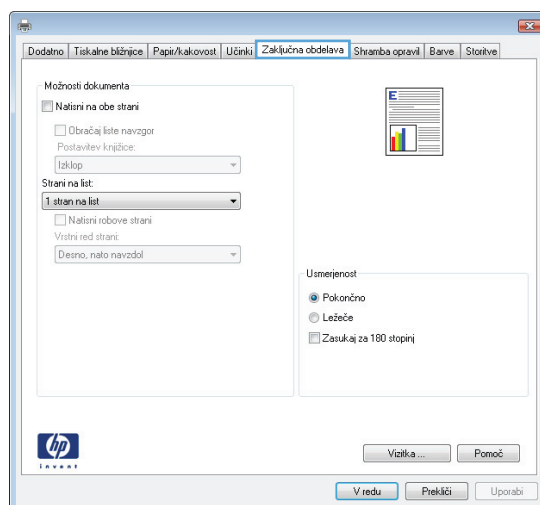 Dodatno Tiskalne bližnjice Papir/kakovost Učinki Zaključna obdelava Shramba opravil Barve Storitve
Možnosti dokumenta
Natisni na obe strani
Obračaj liste navzgor
Postavitev knjižice:
Izklop
Strani na list:
1 stran na list
Natisni robove strani
Vrstni red strani:
Desno, nato navzdol
E
Usmerjenost
Pokončno
Ležeče
Zasukaj za 180 stopinj
hp
invent
Vizitka ... Pomoč
V redu Prekliči Uporabi